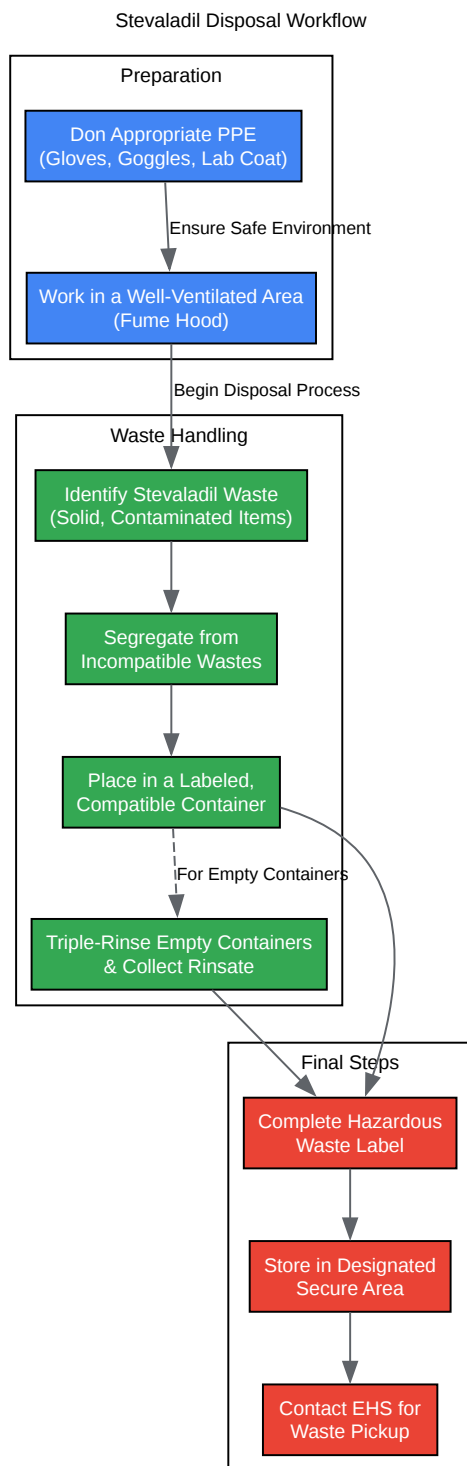 Stevaladil Disposal Workflow
Preparation
Don Appropriate PPE
(Gloves, Goggles, Lab Coat)
Ensure Safe Environment
Work in a Well-Ventilated Area
(Fume Hood)
Begin Disposal Process
Waste Handling
Identify Stevaladil Waste
(Solid, Contaminated Items)
Segregate from
Incompatible Wastes
Place in a Labeled,
Compatible Container
For Empty Containers
Triple-Rinse Empty Containers
& Collect Rinsate
Final Steps
Complete Hazardous
Waste Label
Store in Designated
Secure Area
Contact EHS for
Waste Pickup